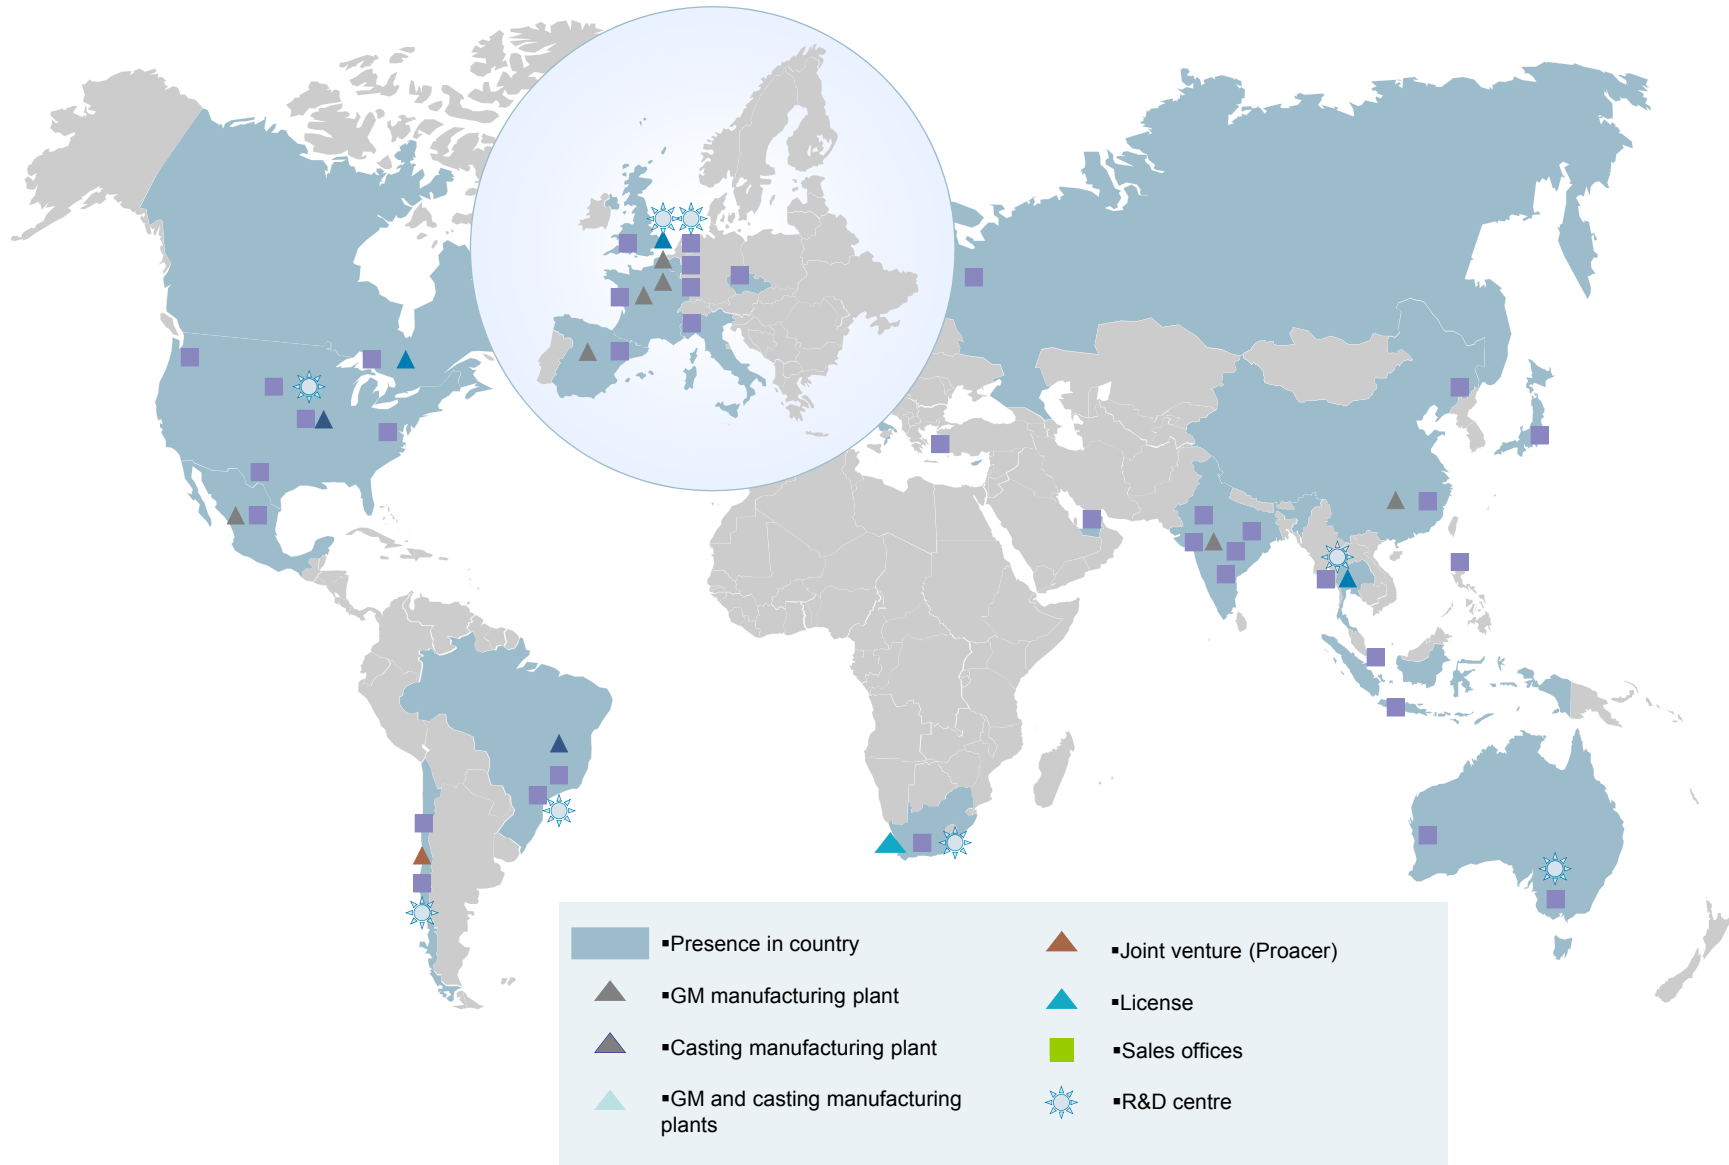 ▪Presence in country
▪GM manufacturing plant
▪Casting manufacturing plant
▪GM and casting manufacturing
plants
▪Joint venture (Proacer)
▪License
▪Sales offices
▪R&D centre